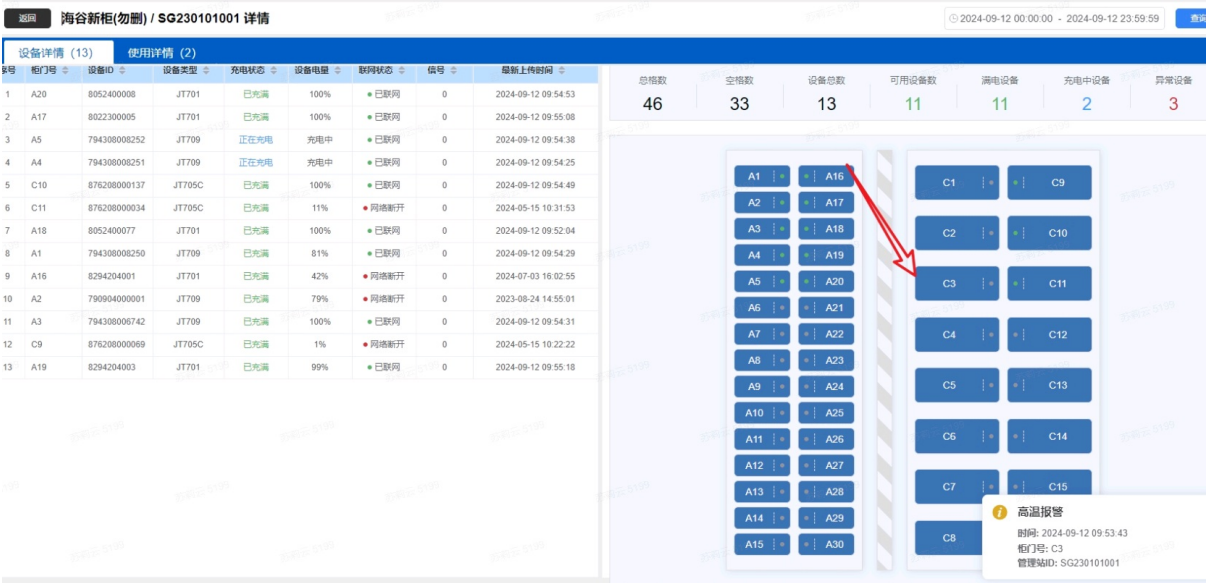 返回 海谷新柜(勿删) / SG230101001 详情 2024-09-12 00:00:00 - 2024-09-12 23:59:59 查询
设备详情 (13) 使用详情 (2)
序号 柜门号 设备ID 设备类型 充电状态 设备电量 联网状态 信号 最新上传时间
1 A20 8052400008 JT701 已充满 100% 已联网 0 2024-09-12 09:54:53
2 A17 8022300005 JT701 已充满 100% 已联网 0 2024-09-12 09:55:08
3 A5 794308008252 JT709 正在充电 充电中 已联网 0 2024-09-12 09:54:38
4 A4 794308008251 JT709 正在充电 充电中 已联网 0 2024-09-12 09:54:25
5 C10 876208000137 JT705C 已充满 100% 已联网 0 2024-09-12 09:54:49
6 C11 876208000034 JT705C 已充满 11% 网络断开 0 2024-05-15 10:31:53
7 A18 8052400077 JT701 已充满 100% 已联网 0 2024-09-12 09:52:04
8 A1 794308008250 JT709 已充满 81% 已联网 0 2024-09-12 09:54:29
9 A16 8294204001 JT701 已充满 42% 网络断开 0 2024-07-03 16:02:55
10 A2 790904000001 JT709 已充满 79% 网络断开 0 2023-08-24 14:55:01
11 A3 794308006742 JT709 已充满 100% 已联网 0 2024-09-12 09:54:31
12 C9 876208000069 JT705C 已充满 1% 网络断开 0 2024-05-15 10:22:22
13 A19 8294204003 JT701 已充满 99% 已联网 0 2024-09-12 09:55:18
总格数 空格数 设备总数 可用设备数 满电设备 充电中设备 异常设备
46 33 13 11 11 2 3
A1 A16
A2 A17
A3 A18
A4 A19
A5 A20
A6 A21
A7 A22
A8 A23
A9 A24
A10 A25
A11 A26
A12 A27
A13 A28
A14 A29
A15 A30
C1 C9
C2 C10
C3 C11
C4 C12
C5 C13
C6 C14
C7 C15
C8
高温报警
时间: 2024-09-12 09:53:43
柜门号: C3
管理站ID: SG230101001